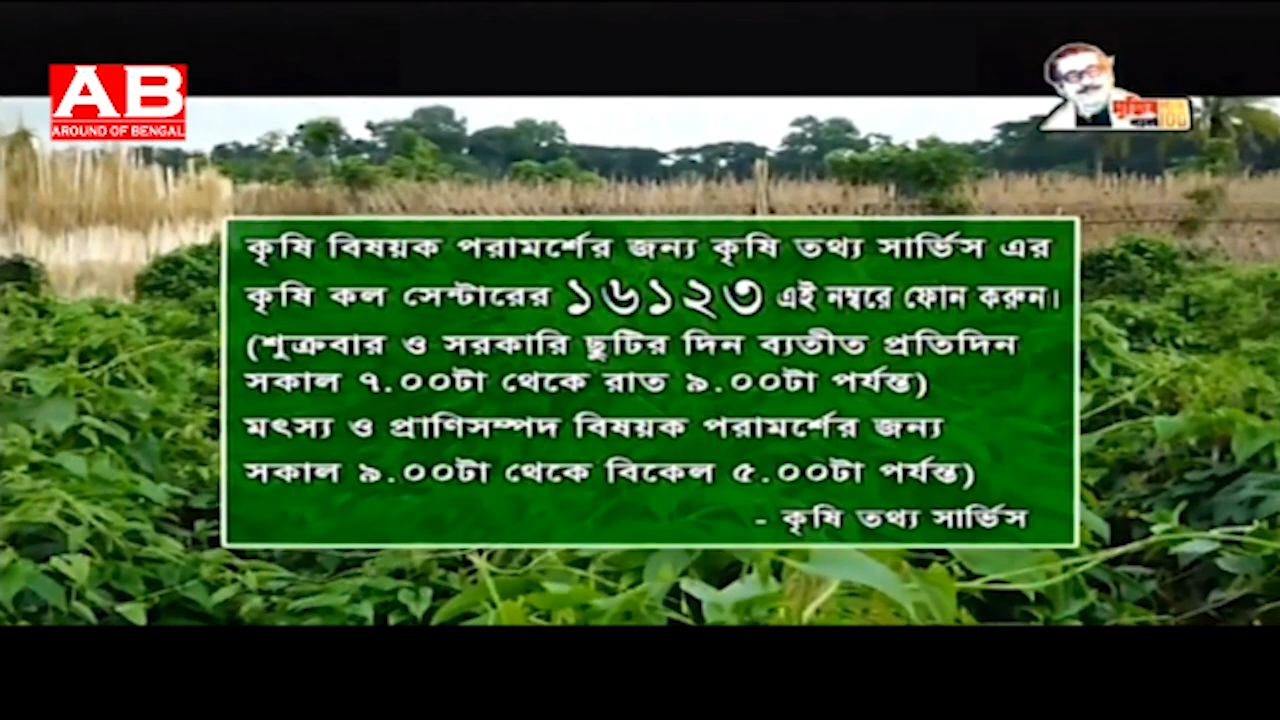 AB
AROUND OF BENGAL
কৃষি বিষয়ক পরামর্শের জন্য কৃষি তথ্য সার্ভিস এর
কৃষি কল সেন্টারের ১৬১২৩ এই নম্বরে ফোন করুন।
(শুক্রবার ও সরকারি ছুটির দিন ব্যতীত প্রতিদিন
সকাল ৭.০০টা থেকে রাত ৯.০০টা পর্যন্ত)
মৎস্য ও প্রাণিসম্পদ বিষয়ক পরামর্শের জন্য
সকাল ৯.০০টা থেকে বিকেল ৫.০০টা পর্যন্ত)
- কৃষি তথ্য সার্ভিস